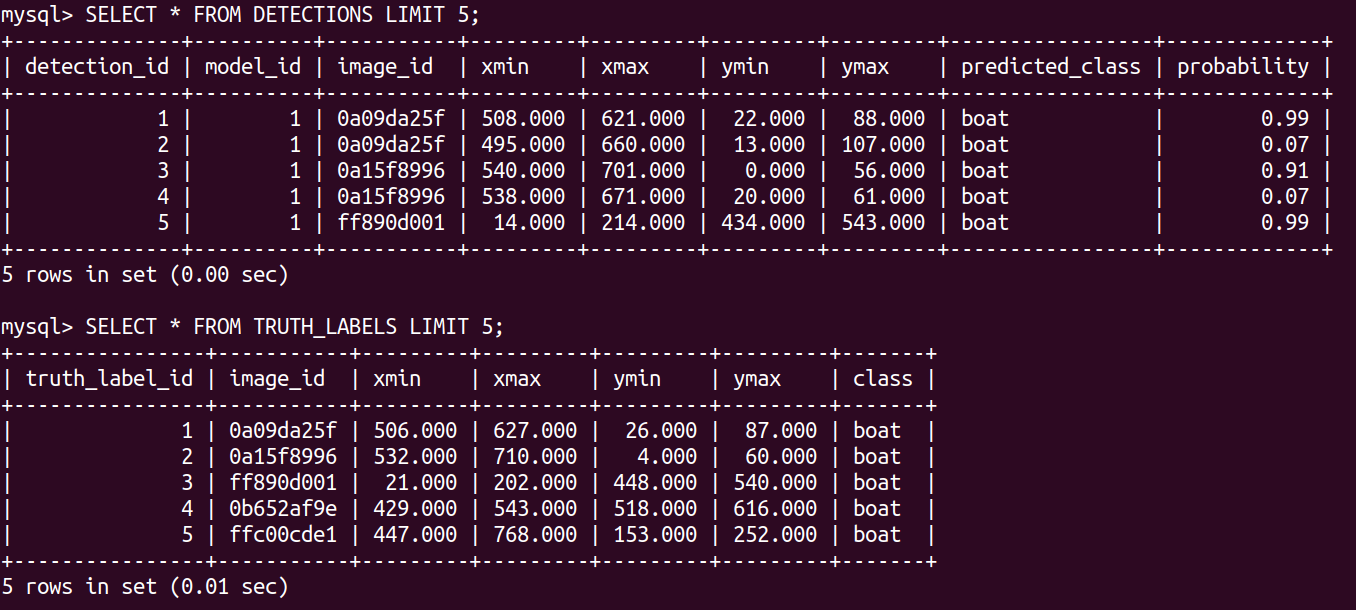 mysql> SELECT * FROM DETECTIONS LIMIT 5;
+--------------+----------+-----------+---------+---------+---------+---------+-----------------+-------------+
| detection_id | model_id | image_id  | xmin    | xmax    | ymin    | ymax    | predicted_class | probability |
+--------------+----------+-----------+---------+---------+---------+---------+-----------------+-------------+
|            1 |        1 | 0a09da25f | 508.000 | 621.000 |  22.000 |  88.000 | boat            |        0.99 |
|            2 |        1 | 0a09da25f | 495.000 | 660.000 |  13.000 | 107.000 | boat            |        0.07 |
|            3 |        1 | 0a15f8996 | 540.000 | 701.000 |   0.000 |  56.000 | boat            |        0.91 |
|            4 |        1 | 0a15f8996 | 538.000 | 671.000 |  20.000 |  61.000 | boat            |        0.07 |
|            5 |        1 | ff890d001 |  14.000 | 214.000 | 434.000 | 543.000 | boat            |        0.99 |
+--------------+----------+-----------+---------+---------+---------+---------+-----------------+-------------+
5 rows in set (0.00 sec)

mysql> SELECT * FROM TRUTH_LABELS LIMIT 5;
+----------------+-----------+---------+---------+---------+---------+-------+
| truth_label_id | image_id  | xmin    | xmax    | ymin    | ymax    | class |
+----------------+-----------+---------+---------+---------+---------+-------+
|              1 | 0a09da25f | 506.000 | 627.000 |  26.000 |  87.000 | boat  |
|              2 | 0a15f8996 | 532.000 | 710.000 |   4.000 |  60.000 | boat  |
|              3 | ff890d001 |  21.000 | 202.000 | 448.000 | 540.000 | boat  |
|              4 | 0b652af9e | 429.000 | 543.000 | 518.000 | 616.000 | boat  |
|              5 | ffc00cde1 | 447.000 | 768.000 | 153.000 | 252.000 | boat  |
+----------------+-----------+---------+---------+---------+---------+-------+
5 rows in set (0.01 sec)